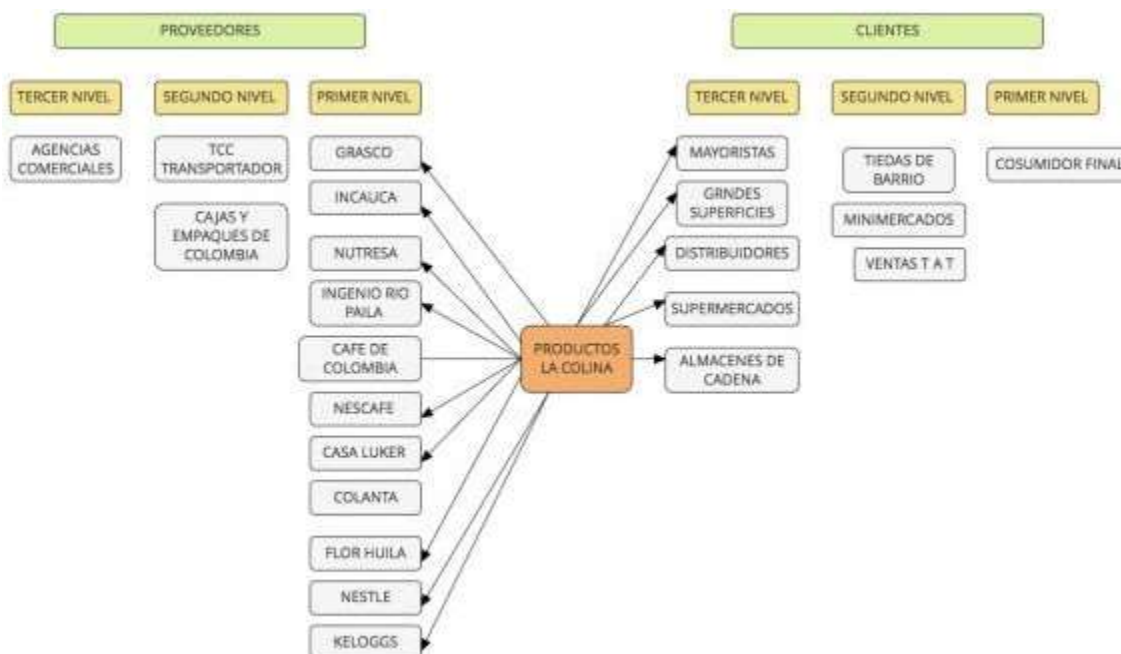 PROVEEDORES
CLIENTES
TERCER NIVEL
SEGUNDO NIVEL
PRIMER NIVEL
TERCER NIVEL
SEGUNDO NIVEL
PRIMER NIVEL
AGENCIAS
COMERCIALES
TCC
TRANSPORTADOR
CAJAS Y
EMPAQUES DE
COLOMBIA
GRASCO
INCAUCA
NUTRESA
INGENIO RIO
PAILA
CAFE DE
COLOMBIA
NESCAFE
CASA LUKER
COLANTA
FLOR HUILA
NESTLE
KELOGGS
PRODUCTOS
LA COLINA
MAYORISTAS
GRNDES
SUPERFICIES
DISTRIBUIDORES
SUPERMERCADOS
ALMACENES DE
CADENA
TIEDAS DE
BARRIO
MINIMERCADOS
VENTAS T A T
COSUMIDOR FINAL